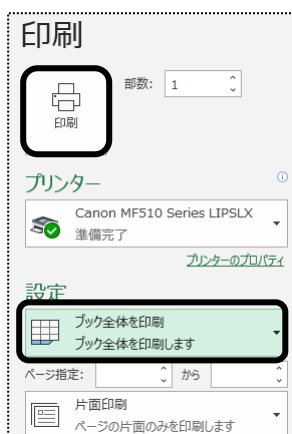 印刷
部数: 1
印刷
プリンター
Canon MF510 Series LIPSLX
準備完了
プリンターのプロパティ
設定
ブック全体を印刷
ブック全体を印刷します
ページ指定: から
片面印刷
ページの片面のみを印刷します